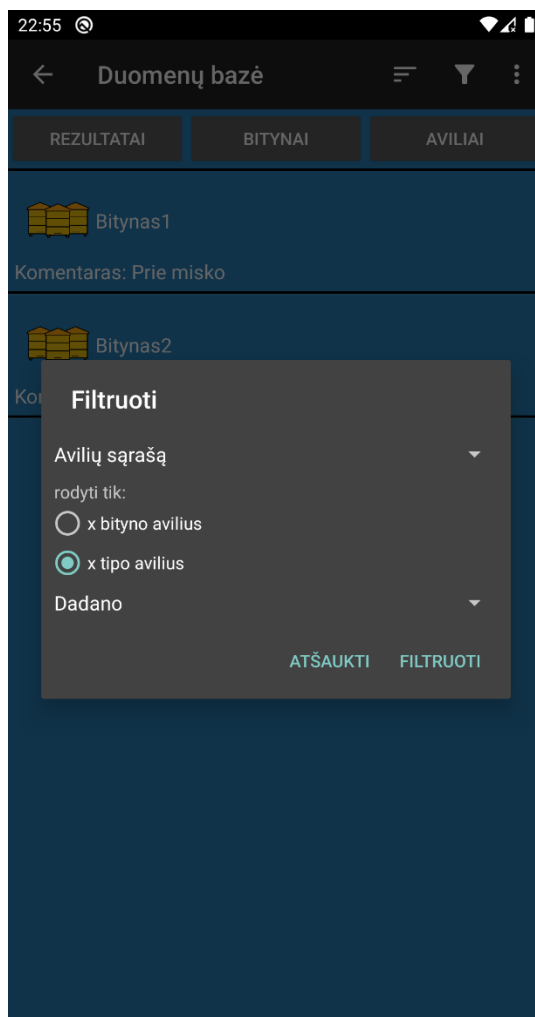 22:55
Duomenų bazė
REZULTATAI BITYNAI AVILIAI
Bitynas1
Komentaras: Prie misko
Bitynas2
Ko
Filtruoti
Avilių sąrašą
rodyti tik:
x bityno avilius
x tipo avilius
Dadano
ATŠAUKTI FILTRUOTI